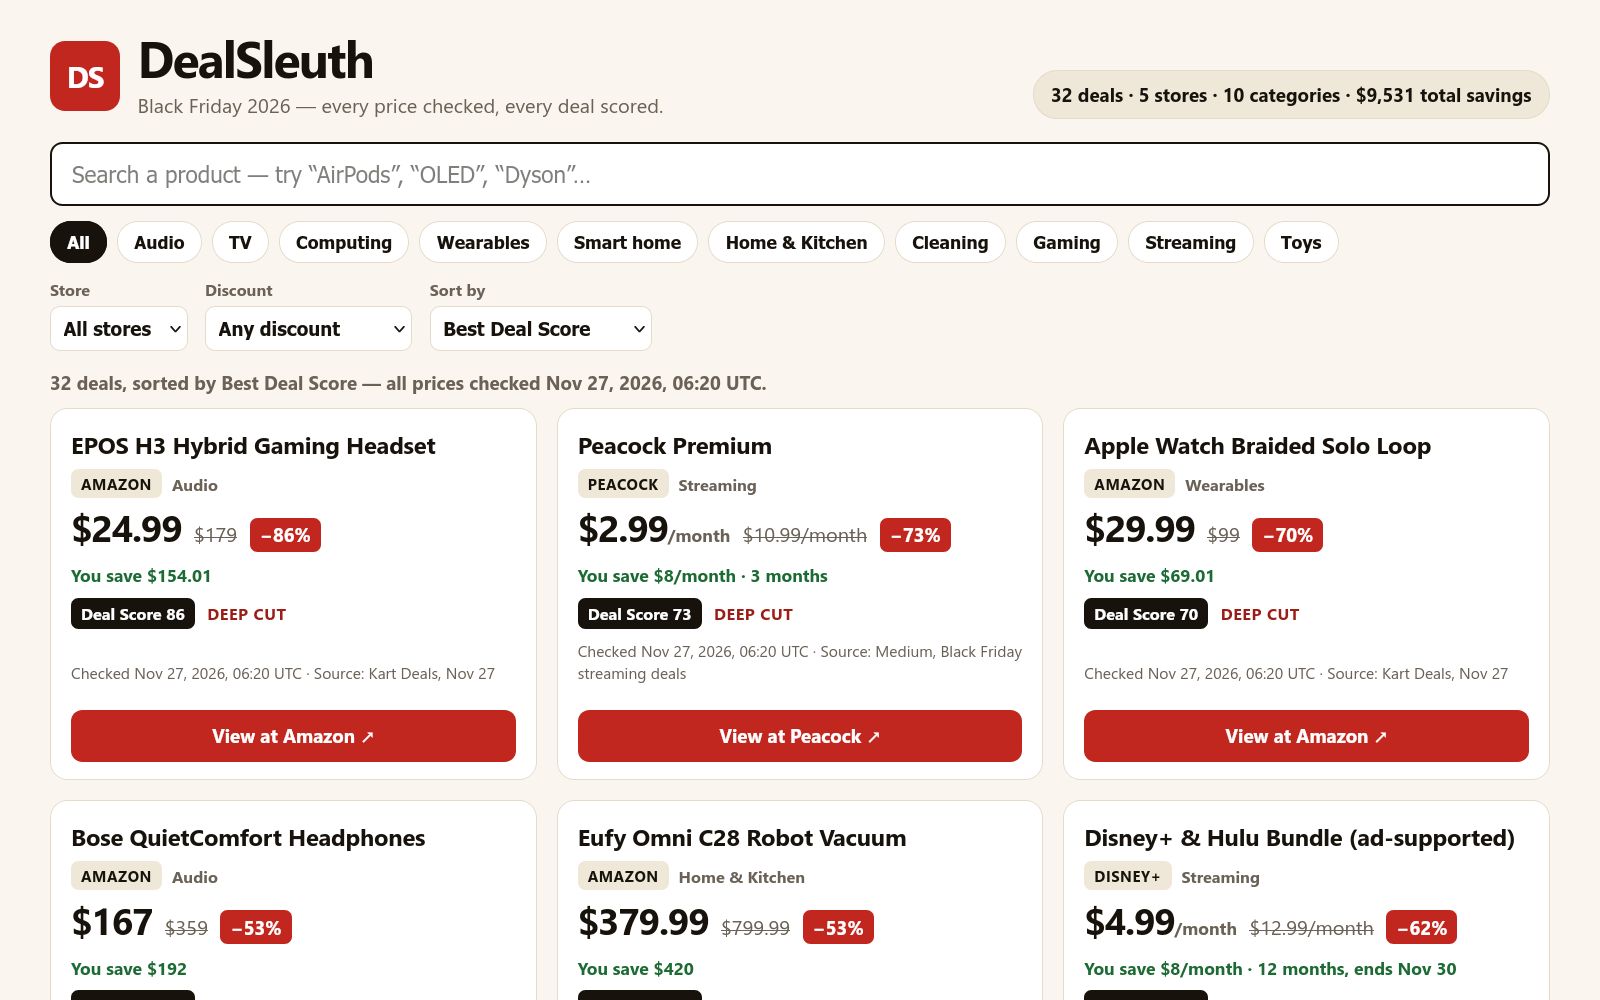 DS
DealSleuth
Black Friday 2026 — every price checked, every deal scored.
32 deals · 5 stores · 10 categories · $9,531 total savings
Search a product — try “AirPods”, “OLED”, “Dyson”…
All Audio TV Computing Wearables Smart home Home & Kitchen Cleaning Gaming Streaming Toys
Store Discount Sort by
All stores Any discount Best Deal Score
32 deals, sorted by Best Deal Score — all prices checked Nov 27, 2026, 06:20 UTC.
EPOS H3 Hybrid Gaming Headset
AMAZON Audio
$24.99 $179 −86%
You save $154.01
Deal Score 86 DEEP CUT
Checked Nov 27, 2026, 06:20 UTC · Source: Kart Deals, Nov 27
View at Amazon ↗
Peacock Premium
PEACOCK Streaming
$2.99/month $10.99/month −73%
You save $8/month · 3 months
Deal Score 73 DEEP CUT
Checked Nov 27, 2026, 06:20 UTC · Source: Medium, Black Friday
streaming deals
View at Peacock ↗
Apple Watch Braided Solo Loop
AMAZON Wearables
$29.99 $99 −70%
You save $69.01
Deal Score 70 DEEP CUT
Checked Nov 27, 2026, 06:20 UTC · Source: Kart Deals, Nov 27
View at Amazon ↗
Bose QuietComfort Headphones
AMAZON Audio
$167 $359 −53%
You save $192
Eufy Omni C28 Robot Vacuum
AMAZON Home & Kitchen
$379.99 $799.99 −53%
You save $420
Disney+ & Hulu Bundle (ad-supported)
DISNEY+ Streaming
$4.99/month $12.99/month −62%
You save $8/month · 12 months, ends Nov 30